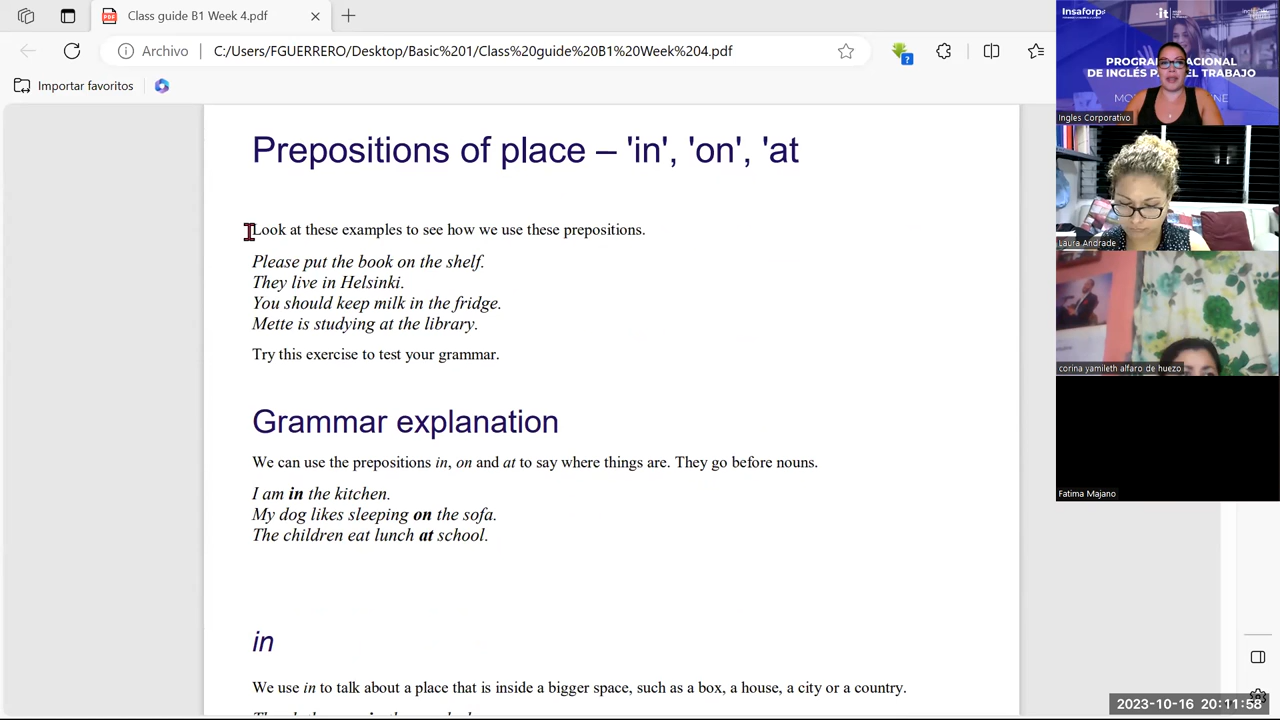 Class guide B1 Week 4.pdf
Archivo
C:/Users/FGUERRERO/Desktop/Basic%201/Class%20guide%20B1%20Week%204.pdf
Importar favoritos
Prepositions of place – 'in', 'on', 'at
Look at these examples to see how we use these prepositions.
Please put the book on the shelf.
They live in Helsinki.
You should keep milk in the fridge.
Mette is studying at the library.
Try this exercise to test your grammar.
Grammar explanation
We can use the prepositions in, on and at to say where things are. They go before nouns.
I am in the kitchen.
My dog likes sleeping on the sofa.
The children eat lunch at school.
in
We use in to talk about a place that is inside a bigger space, such as a box, a house, a city or a country.
Insaforp
DE INGLÉS
TRABAJO
Ingles Corporativo
Laura Andrade
corina yamileth alfaro de huezo
Fatima Majano
2023-10-16 20:11:58